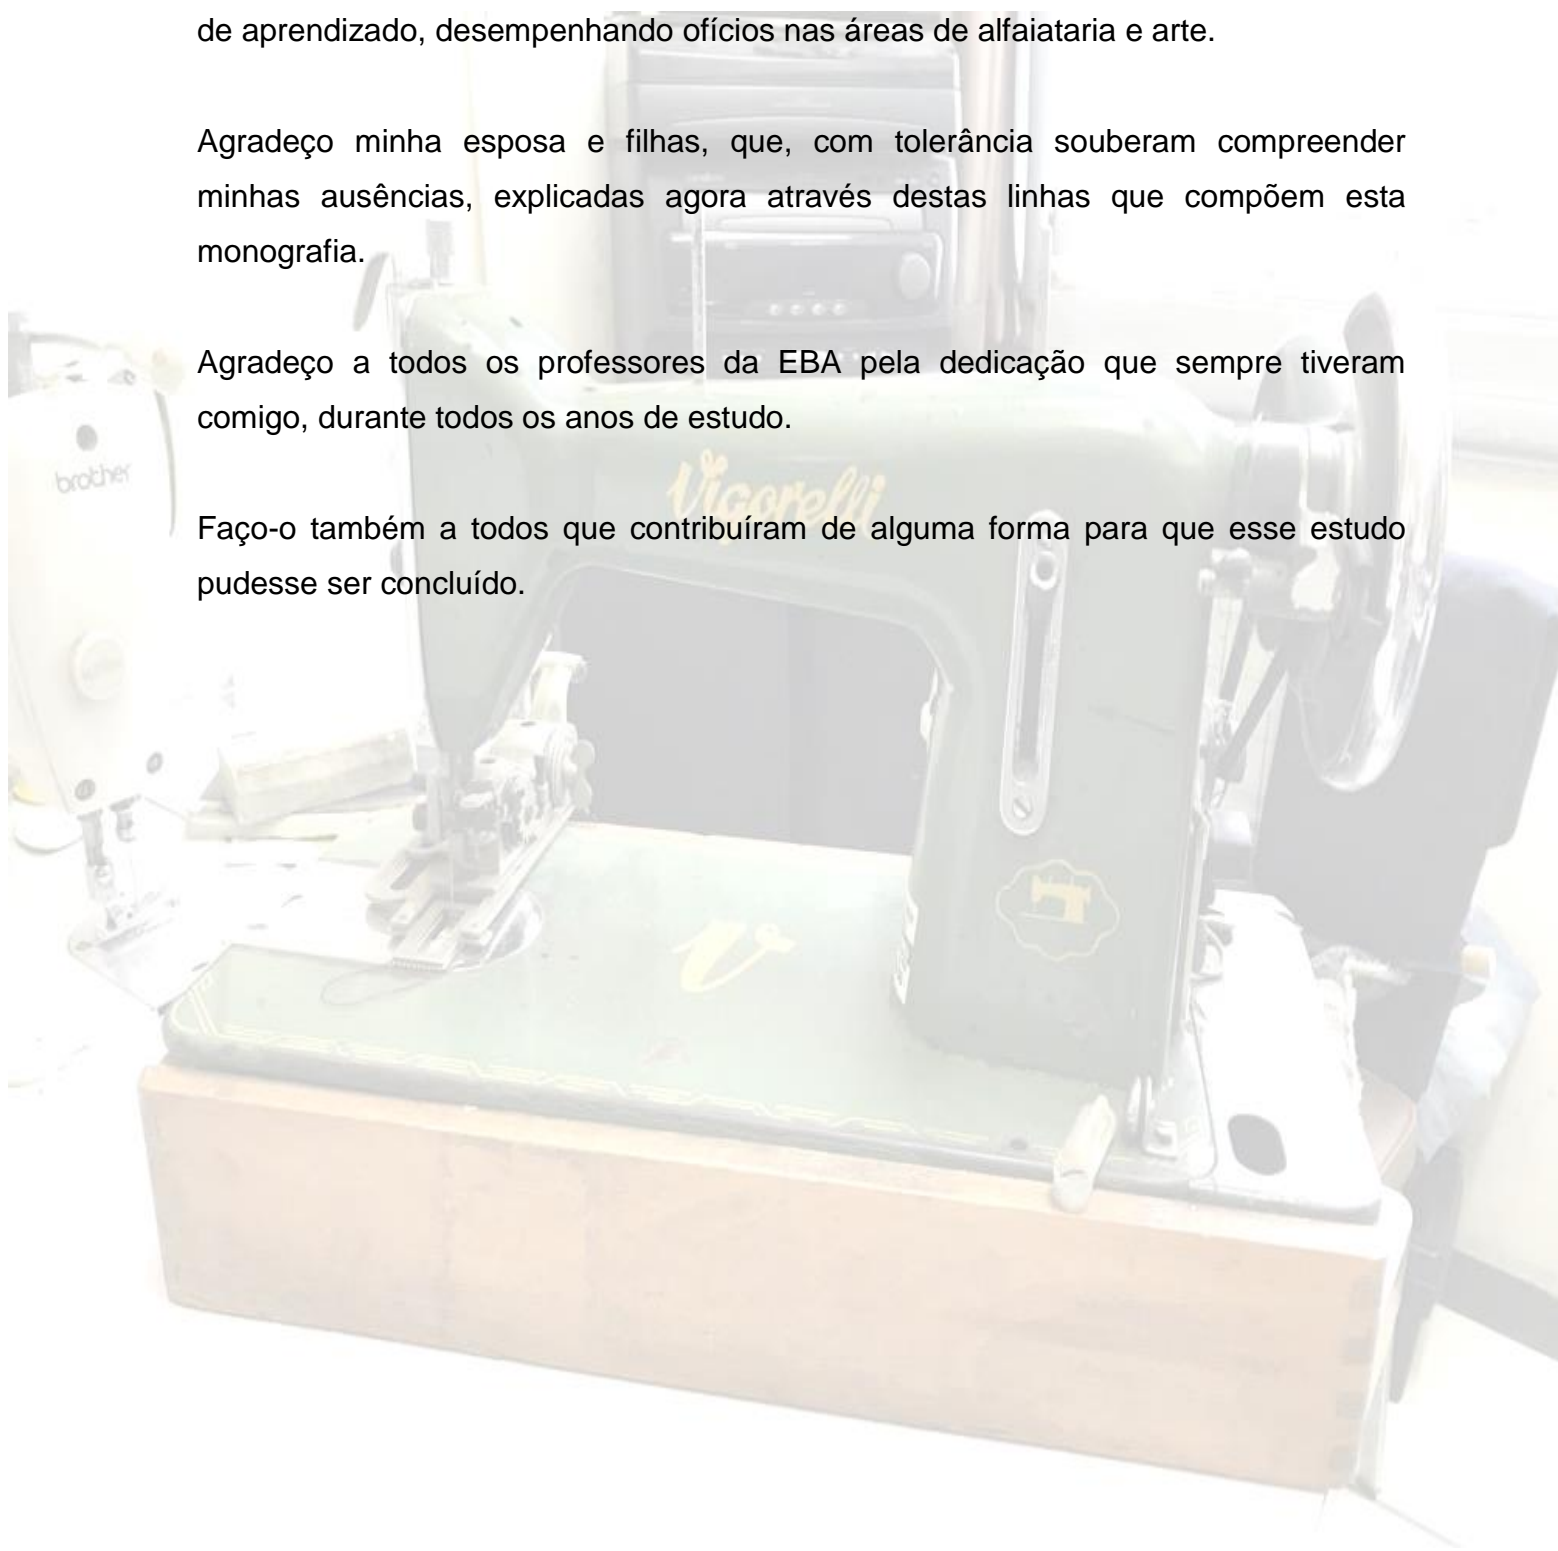 de aprendizado, desempenhando ofícios nas áreas de alfaiataria e arte.
Agradeço minha esposa e filhas, que, com tolerância souberam compreender
minhas ausências, explicadas agora através destas linhas que compõem esta
monografia.
Agradeço a todos os professores da EBA pela dedicação que sempre tiveram
comigo, durante todos os anos de estudo.
brother
Vigorelli
Faço-o também a todos que contribuíram de alguma forma para que esse estudo
pudesse ser concluído.
V